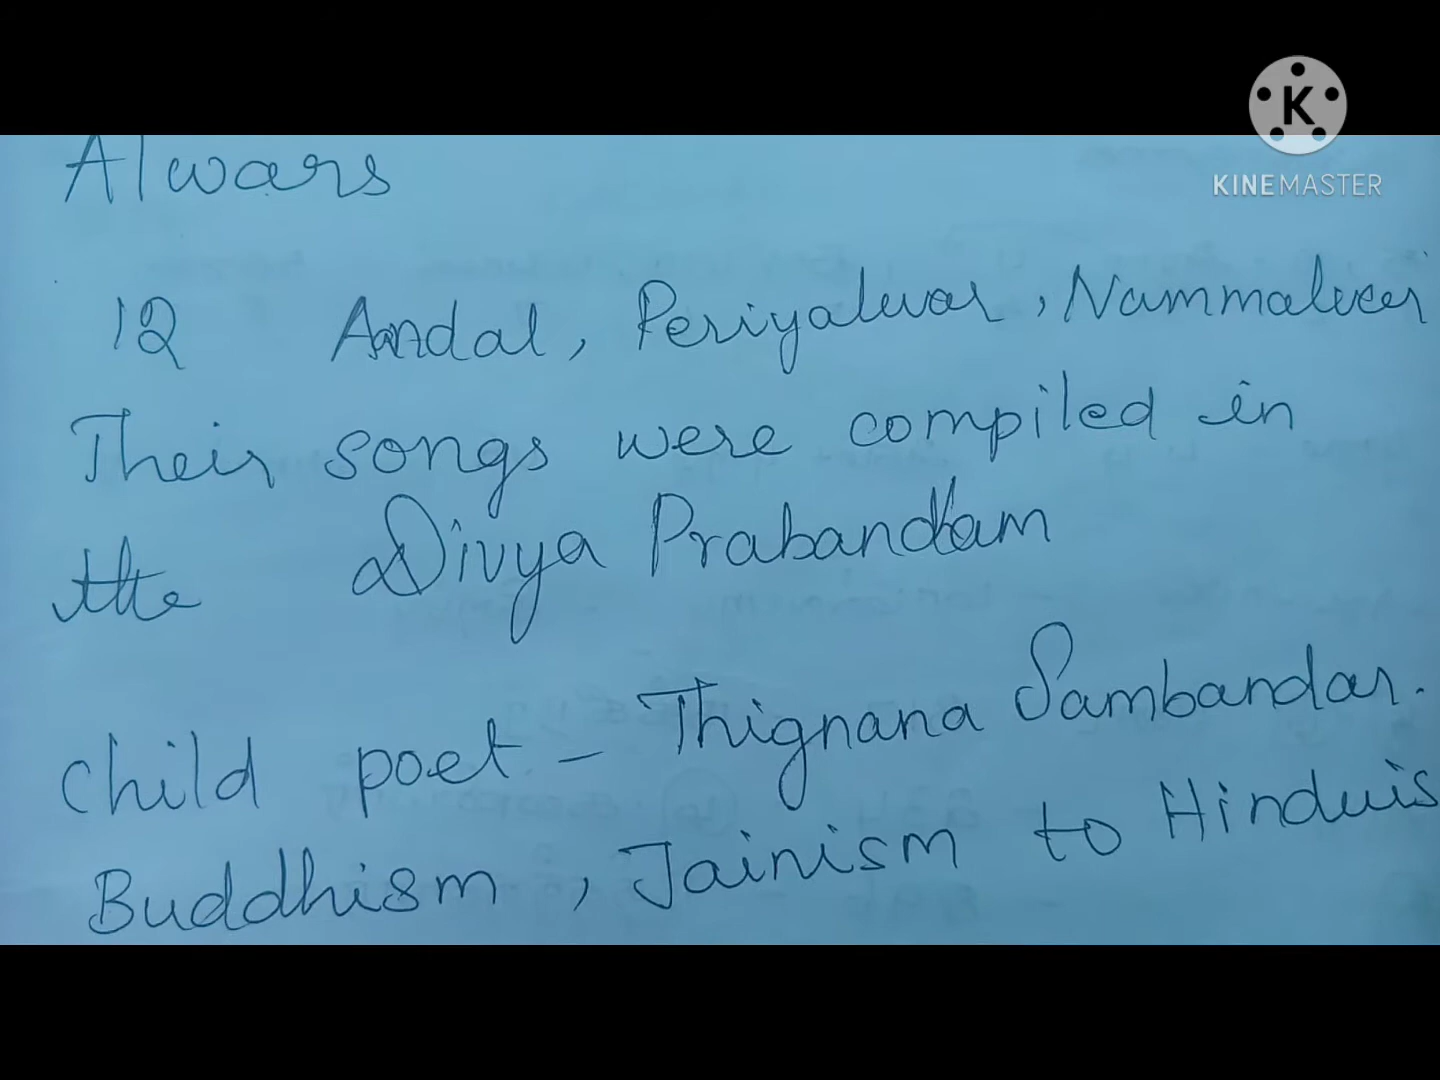 KINEMASTER
Alwars
12 Aandal, Periyalwar, Nammalwar
Their songs were compiled in
the Divya Prabandam
child poet - Thignana Sambandar.
Buddhism, Jainism to Hinduis